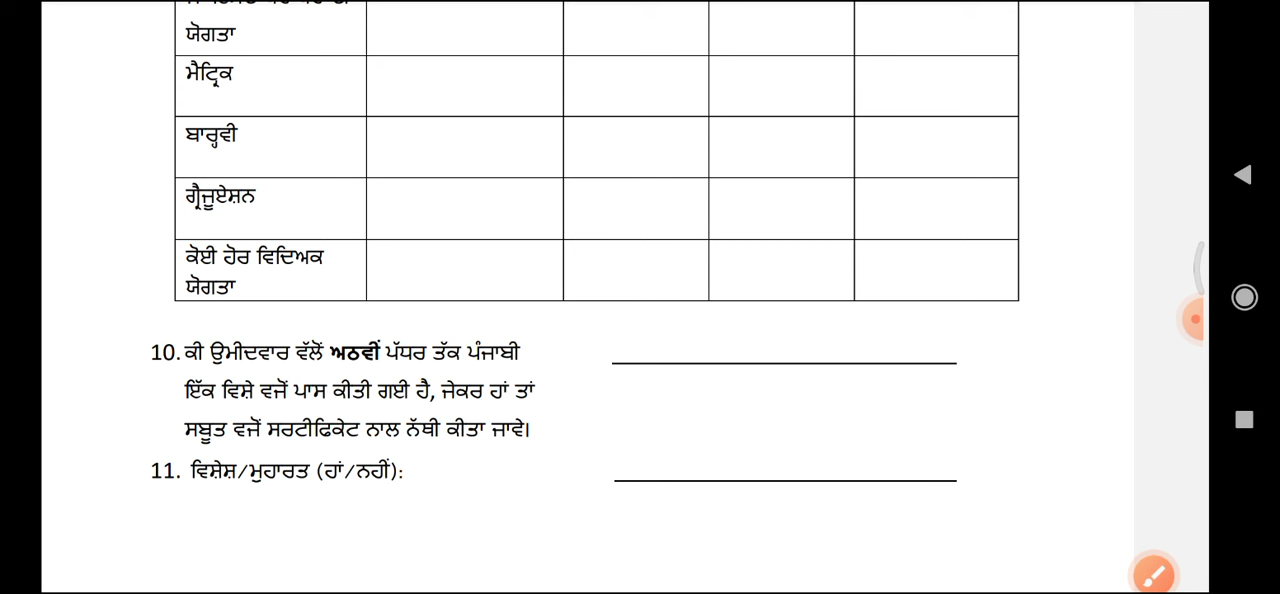 ਯੋਗਤਾ
ਮੈਟ੍ਰਿਕ
ਬਾਰ੍ਹਵੀ
ਗ੍ਰੈਜੂਏਸ਼ਨ
ਕੋਈ ਹੋਰ ਵਿਦਿਅਕ
ਯੋਗਤਾ
10. ਕੀ ਉਮੀਦਵਾਰ ਵੱਲੋਂ ਅਠਵੀਂ ਪੱਧਰ ਤੱਕ ਪੰਜਾਬੀ
ਇੱਕ ਵਿਸ਼ੇ ਵਜੋਂ ਪਾਸ ਕੀਤੀ ਗਈ ਹੈ, ਜੇਕਰ ਹਾਂ ਤਾਂ
ਸਬੂਤ ਵਜੋਂ ਸਰਟੀਫਿਕੇਟ ਨਾਲ ਨੱਥੀ ਕੀਤਾ ਜਾਵੇ।
11. ਵਿਸ਼ੇਸ਼/ਮੁਹਾਰਤ (ਹਾਂ/ਨਹੀਂ):